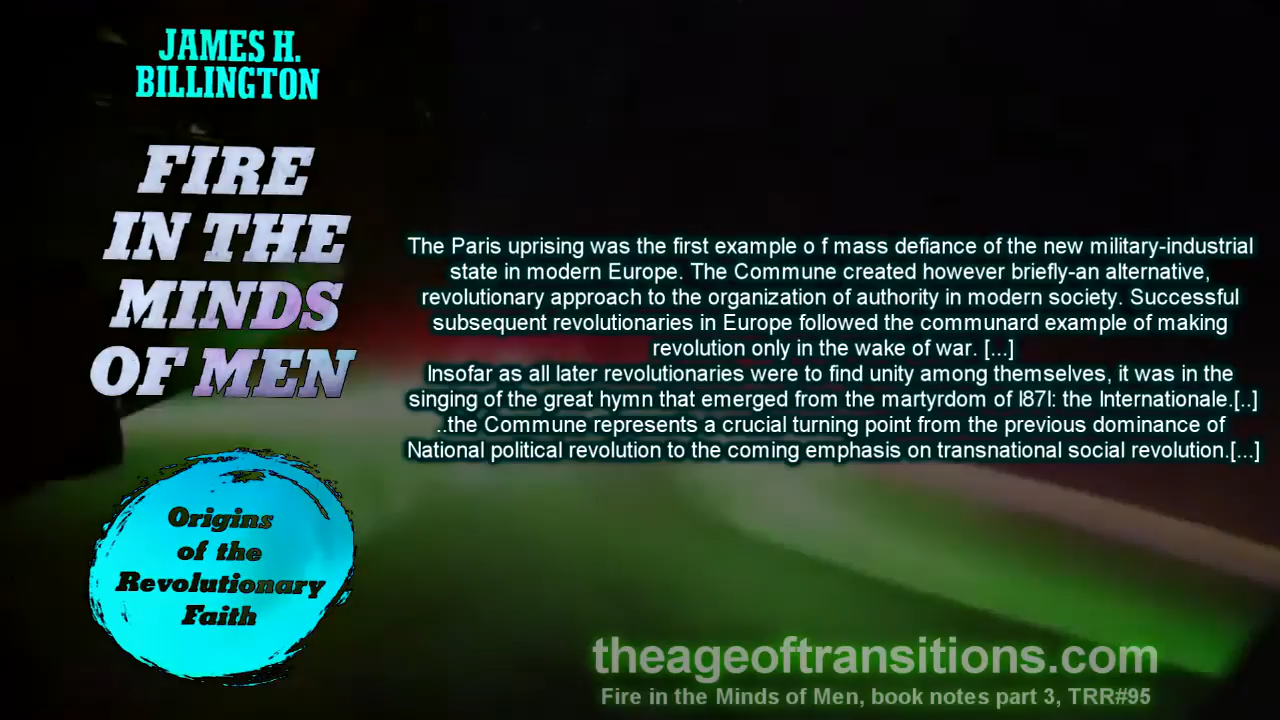 JAMES H.
BILLINGTON
FIRE
IN THE
MINDS
OF MEN
Origins
of the
Revolutionary
Faith
The Paris uprising was the first example o f mass defiance of the new military-industrial
state in modern Europe. The Commune created however briefly-an alternative,
revolutionary approach to the organization of authority in modern society. Successful
subsequent revolutionaries in Europe followed the communard example of making
revolution only in the wake of war. [...]
Insofar as all later revolutionaries were to find unity among themselves, it was in the
singing of the great hymn that emerged from the martyrdom of l87l: the Internationale.[..]
..the Commune represents a crucial turning point from the previous dominance of
National political revolution to the coming emphasis on transnational social revolution.[...]
theageoftransitions.com
Fire in the Minds of Men, book notes part 3, TRR#95